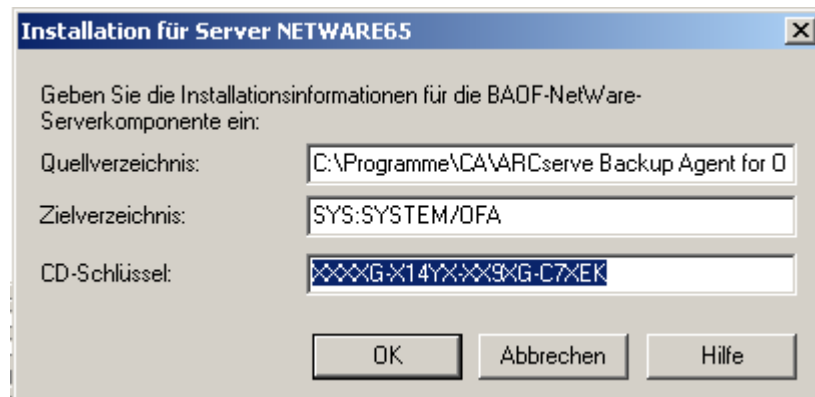 Installation für Server NETWARE65
Geben Sie die Installationsinformationen für die BAOF-NetWare-
Serverkomponente ein:
Quellverzeichnis: C:\Programme\CA\ARCserve Backup Agent for O
Zielverzeichnis: SYS:SYSTEM/OFA
CD-Schlüssel: XXXXG-X14YX-XX9XG-C7XEK
OK Abbrechen Hilfe